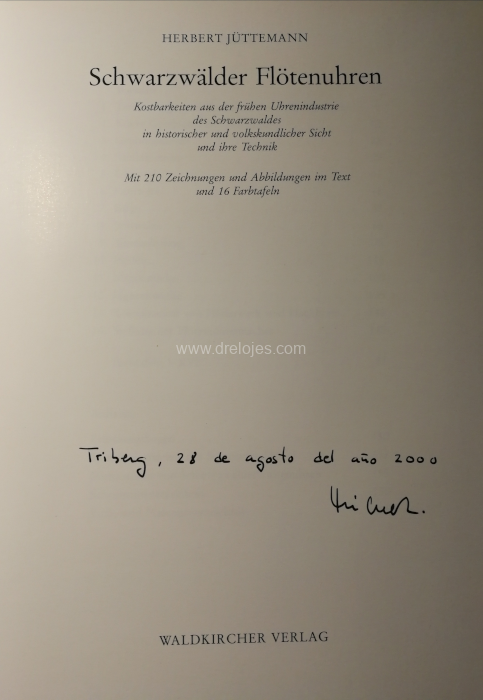 HERBERT JÜTTEMANN
Schwarzwälder Flötenuhren
Kostbarkeiten aus der frühen Uhrenindustrie
des Schwarzwaldes
in historischer und volkskundlicher Sicht
und ihre Technik
Mit 210 Zeichnungen und Abbildungen im Text
und 16 Farbtafeln
www.drelojes.com
Triberg, 28 de agosto del año 2000
WALDKIRCHER VERLAG